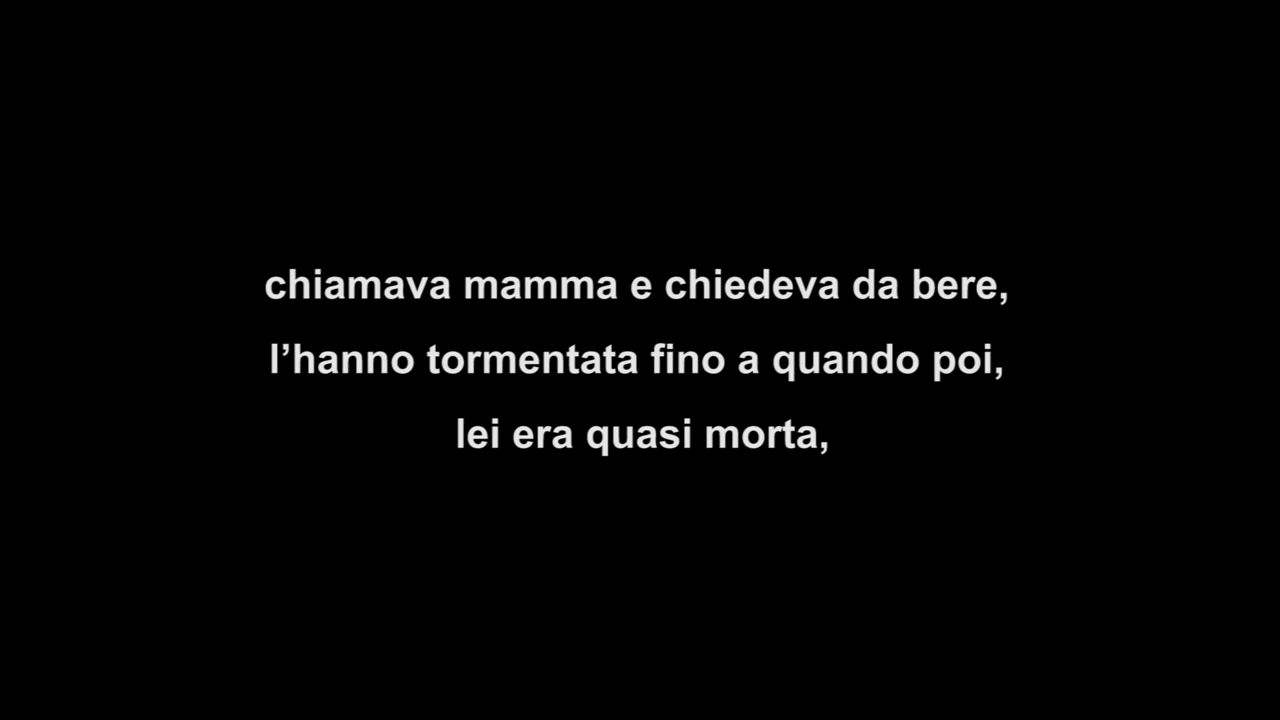 chiamava mamma e chiedeva da bere,
l’hanno tormentata fino a quando poi,
lei era quasi morta,